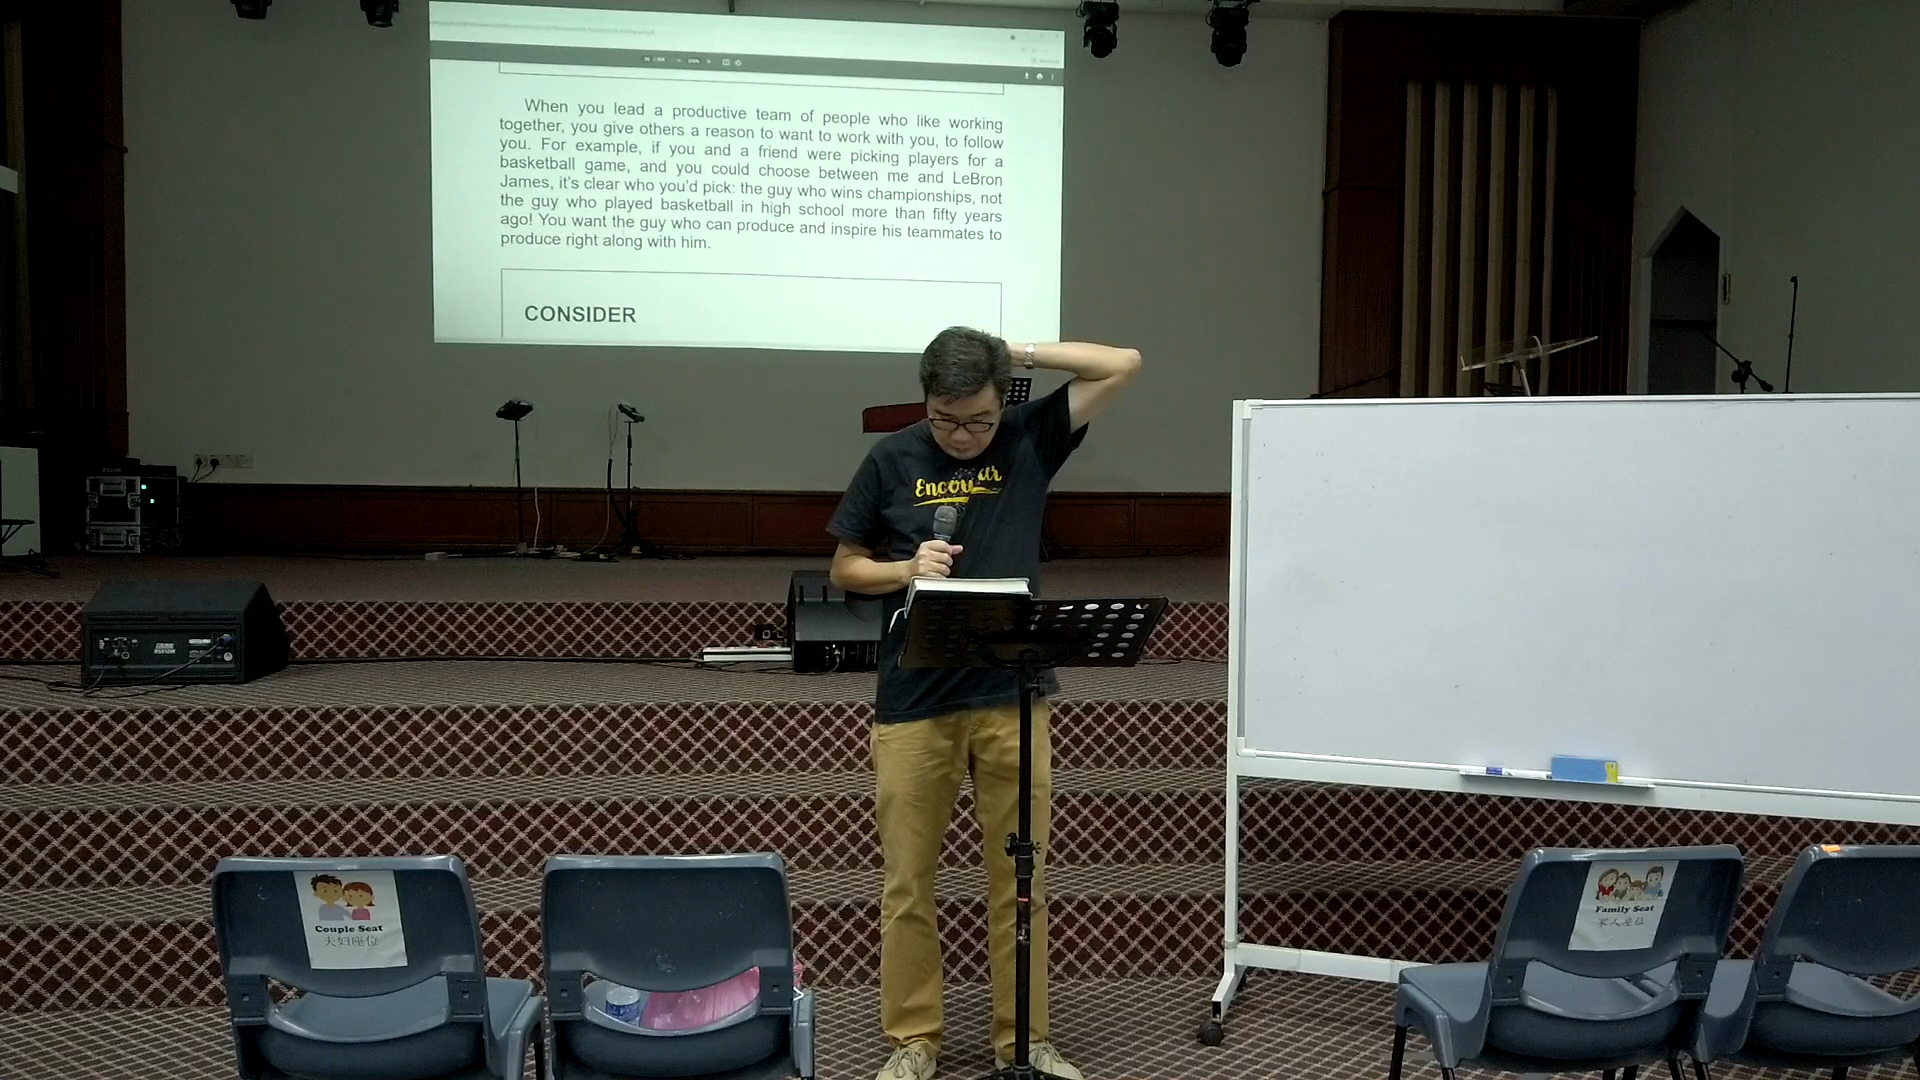 When you lead a productive team of people who like working
together, you give others a reason to want to work with you, to follow
you. For example, if you and a friend were picking players for a
basketball game, and you could choose between me and LeBron
James, it's clear who you'd pick: the guy who wins championships, not
the guy who played basketball in high school more than fifty years
ago! You want the guy who can produce and inspire his teammates to
produce right along with him.
CONSIDER
Couple Seat
夫妇座位
Family Seat
家人座位